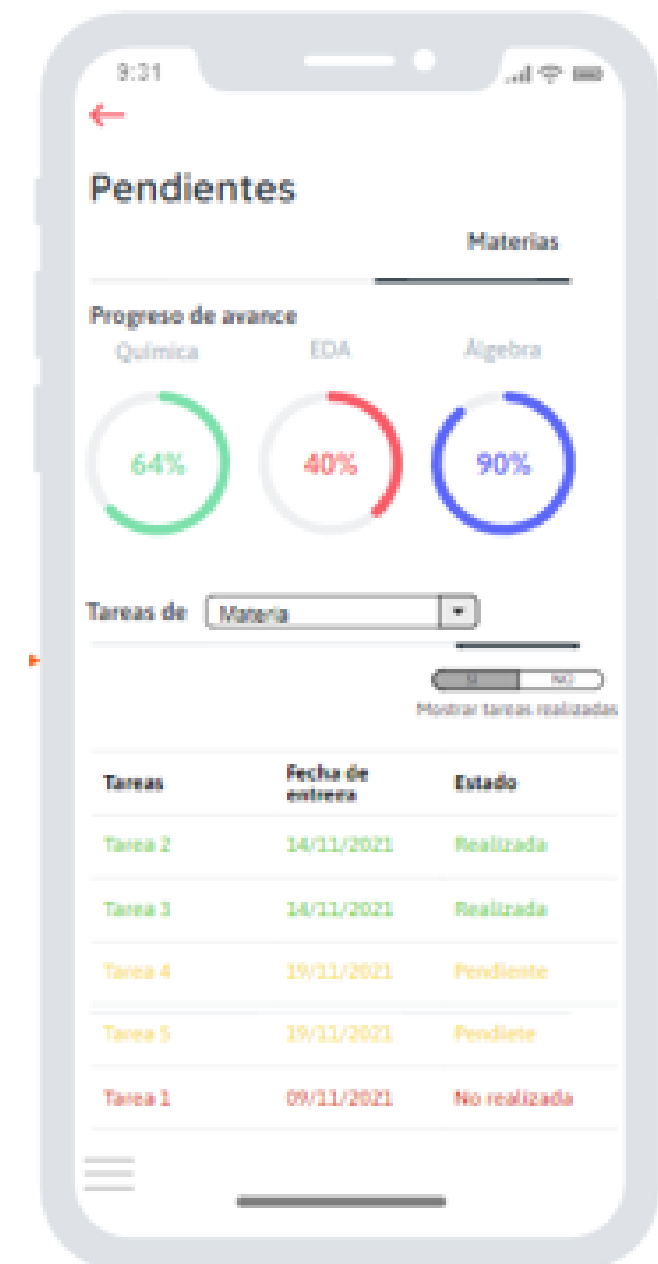 9:31
Pendientes
Materias
Progreso de avance
Química EDA Álgebra
64% 40% 90%
Tareas de Materia
SI NO
Mostrar tareas realizadas
Tareas Fecha de entrega Estado
Tarea 2 14/11/2021 Realizada
Tarea 3 14/11/2021 Realizada
Tarea 4 19/11/2021 Pendiente
Tarea 5 19/11/2021 Pendiete
Tarea 1 09/11/2021 No realizada